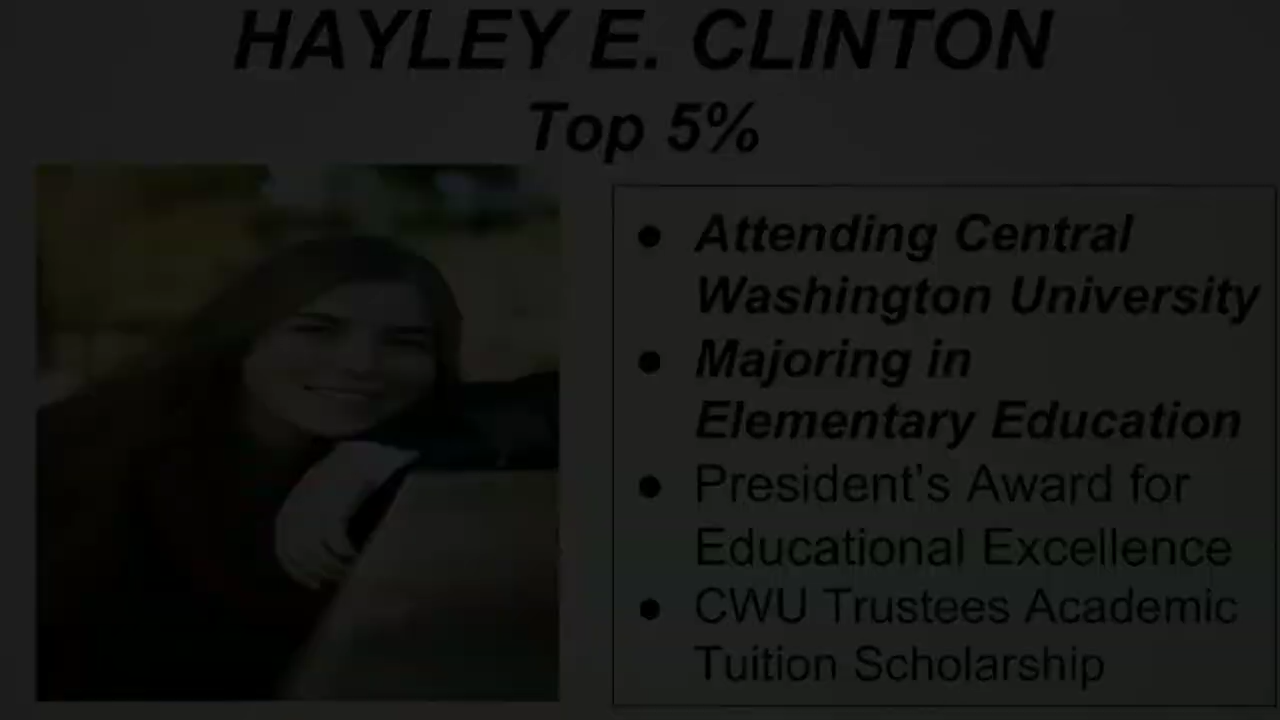 HAYLEY E. CLINTON
Top 5%
● Attending Central
Washington University
● Majoring in
Elementary Education
● President's Award for
Educational Excellence
● CWU Trustees Academic
Tuition Scholarship